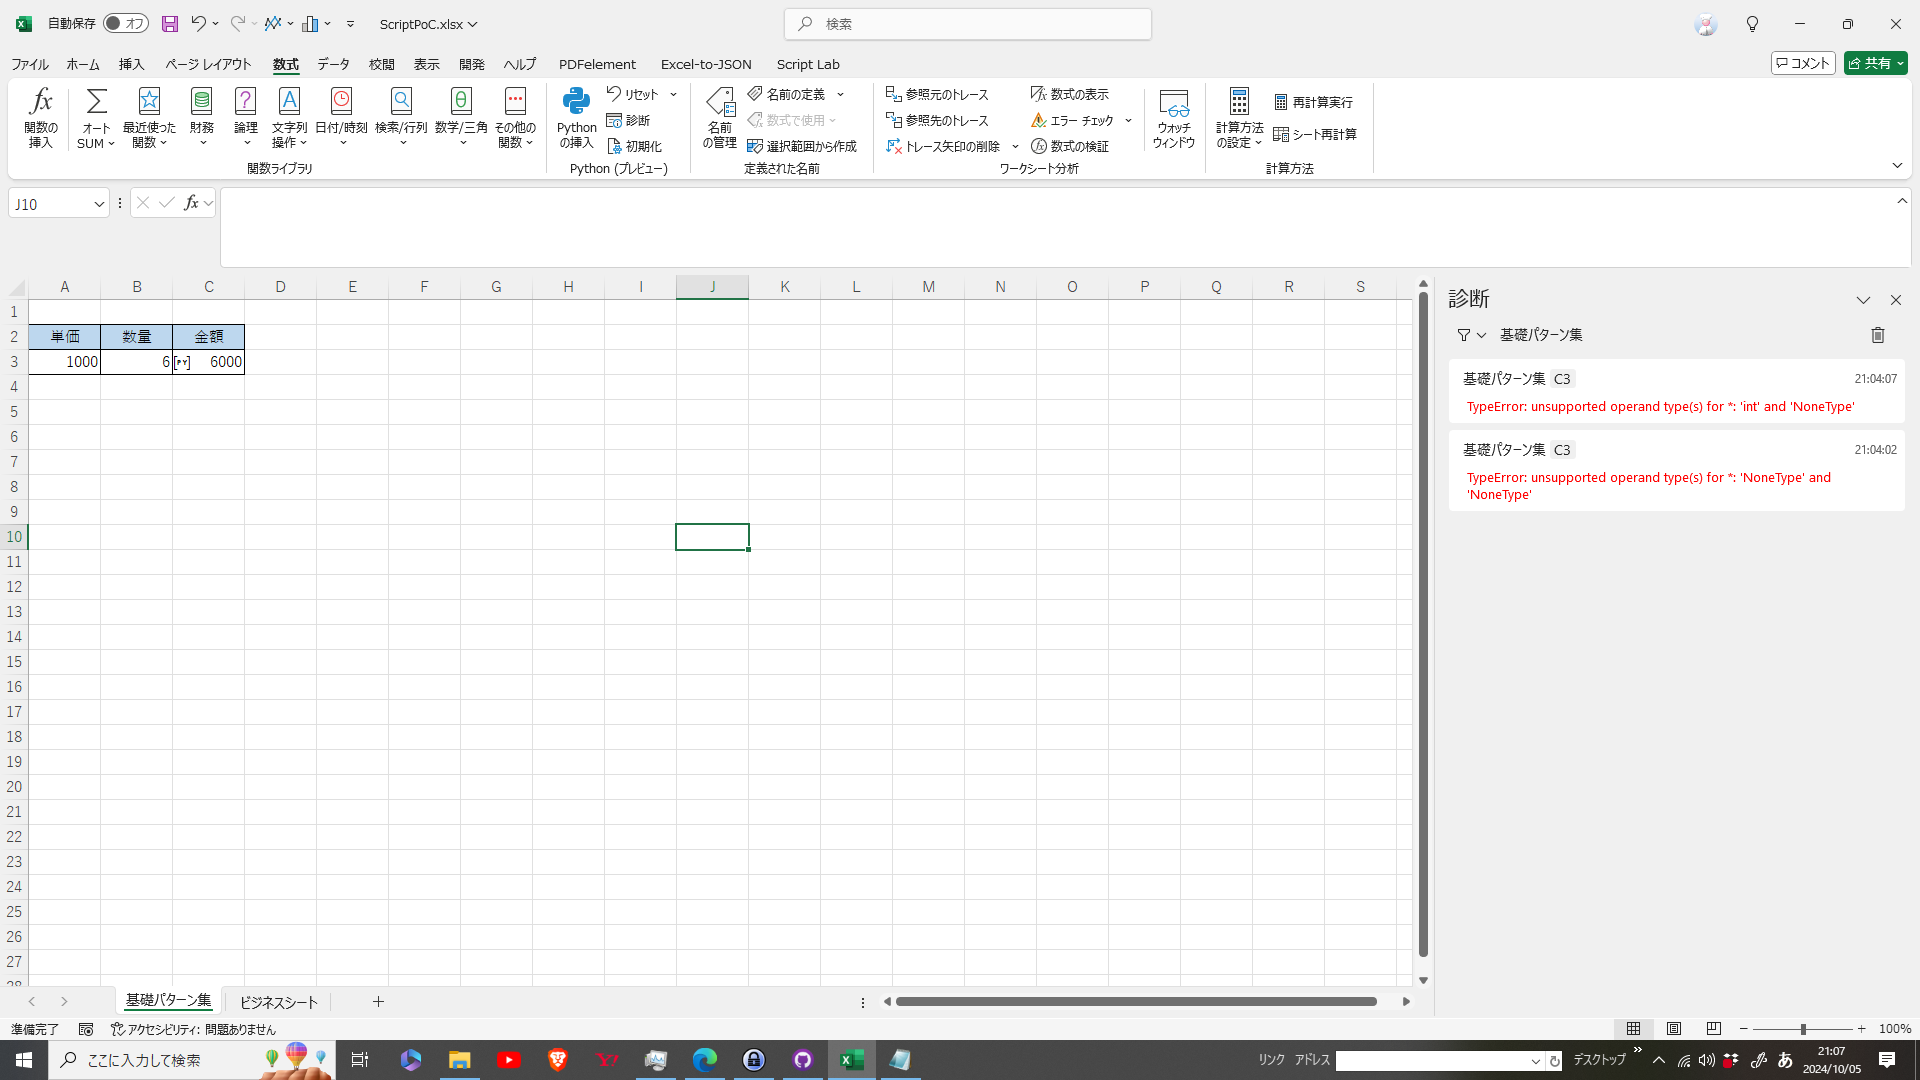 自動保存 オフ ScriptPoC.xlsx 検索
ファイル ホーム 挿入 ページ レイアウト 数式 データ 校閲 表示 開発 ヘルプ PDFelement Excel-to-JSON Script Lab コメント 共有
関数の
挿入
オート
SUM
最近使った
関数
財務
論理
文字列
操作
日付/時刻
検索/行列
数学/三角
その他の
関数
関数ライブラリ
Python
の挿入
リセット
診断
初期化
Python (プレビュー)
名前
の管理
名前の定義
数式で使用
選択範囲から作成
定義された名前
参照元のトレース
参照先のトレース
トレース矢印の削除
数式の表示
エラー チェック
数式の検証
ワークシート分析
ウォッチ
ウィンドウ
計算方法
の設定
再計算実行
シート再計算
計算方法
J10 fx
A B C D E F G H I J K L M N O P Q R S
1
2 単価 数量 金額
3 1000 6 [PY] 6000
4
5
6
7
8
9
10
11
12
13
14
15
16
17
18
19
20
21
22
23
24
25
26
27
28
診断
基礎パターン集
基礎パターン集 C3 21:04:07
TypeError: unsupported operand type(s) for *: 'int' and 'NoneType'
基礎パターン集 C3 21:04:02
TypeError: unsupported operand type(s) for *: 'NoneType' and
'NoneType'
基礎パターン集 ビジネスシート
準備完了 アクセシビリティ: 問題ありません 100%
ここに入力して検索 リンク アドレス デスクトップ » あ 21:07
2024/10/05